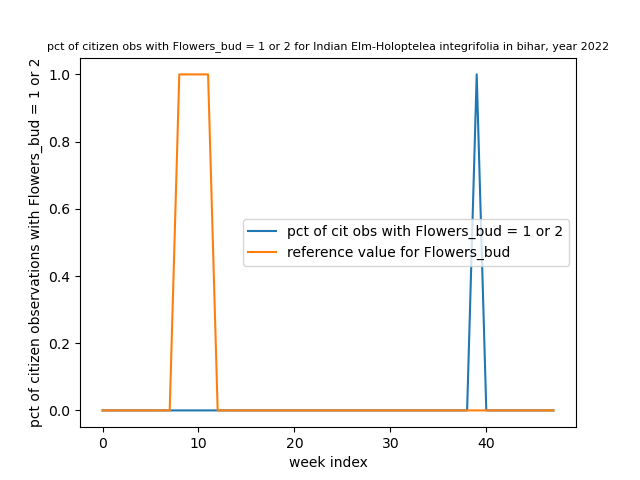 pct of citizen obs with Flowers_bud = 1 or 2 for Indian Elm-Holoptelea integrifolia in bihar, year 2022
pct of citizen observations with Flowers_bud = 1 or 2
1.0
0.8
0.6
0.4
0.2
0.0
pct of cit obs with Flowers_bud = 1 or 2
reference value for Flowers_bud
0 10 20 30 40
week index